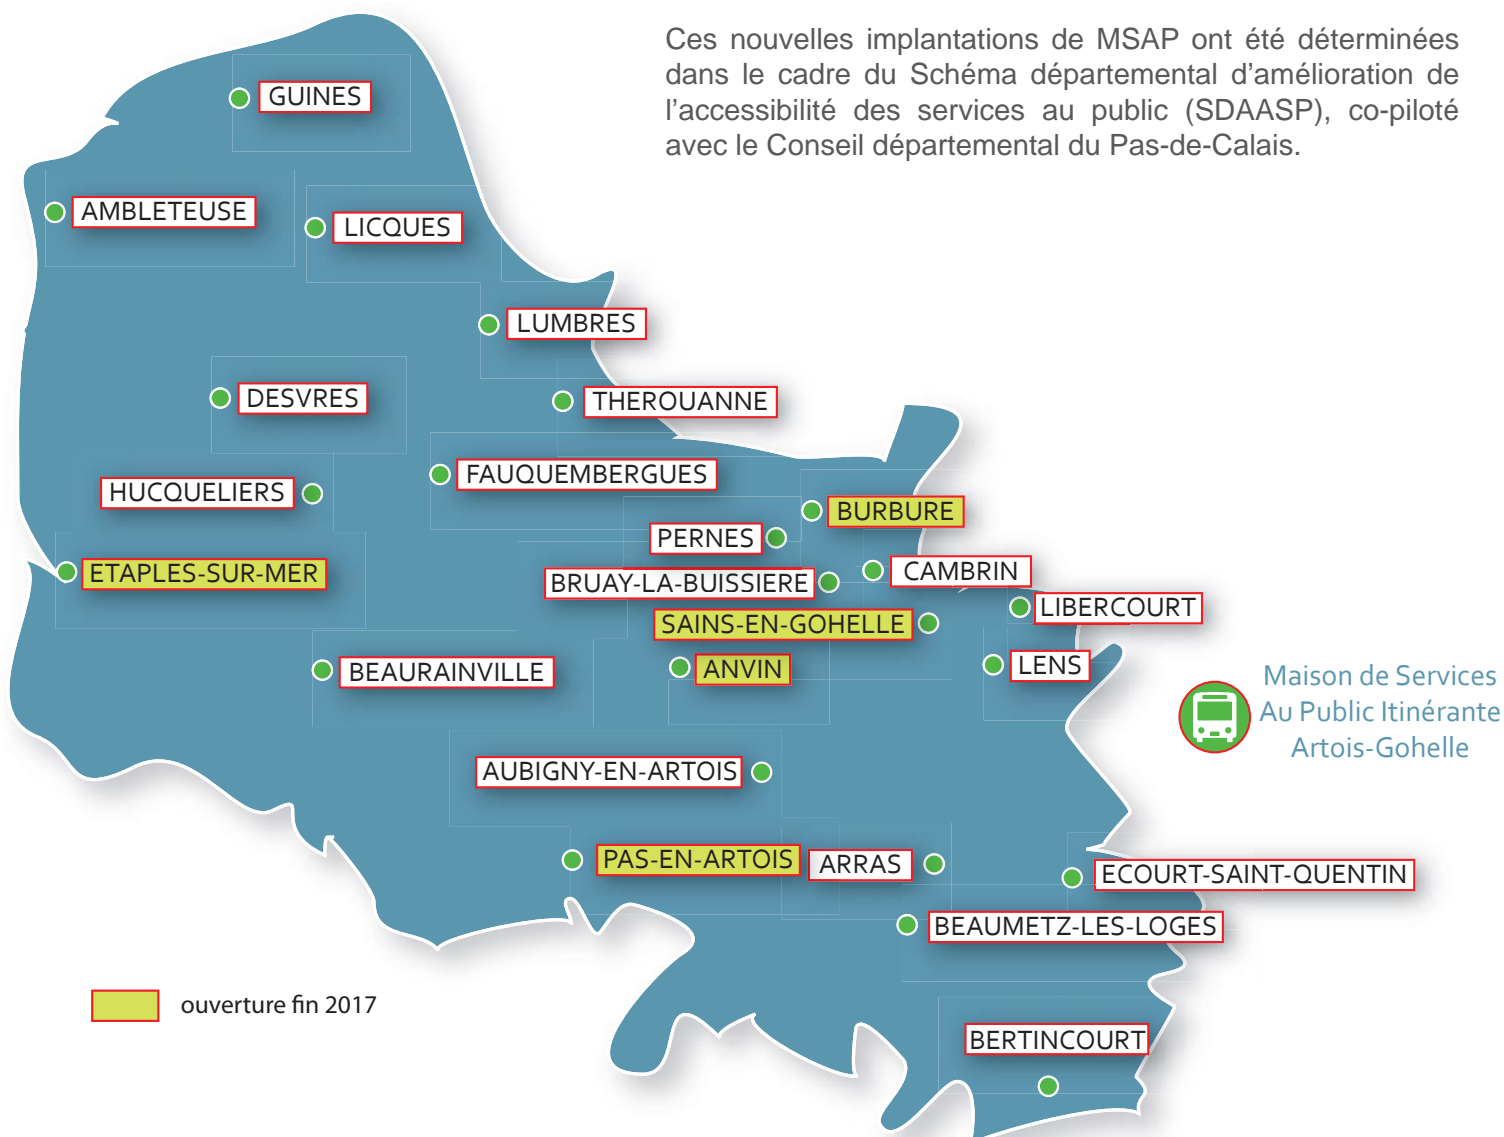 Ces nouvelles implantations de MSAP ont été déterminées
dans le cadre du Schéma départemental d'amélioration de
l'accessibilité des services au public (SDAASP), co-piloté
avec le Conseil départemental du Pas-de-Calais.
GUINES
AMBLETEUSE
LICQUES
LUMBRES
DESVRES
THEROUANNE
FAUQUEMBERGUES
HUCQUELIERS
BURBURE
PERNES
ETAPLES-SUR-MER
BRUAY-LA-BUISSIERE
CAMBRIN
LIBERCOURT
SAINS-EN-GOHELLE
BEAURAINVILLE
ANVIN
LENS
Maison de Services
Au Public Itinérante
Artois-Gohelle
AUBIGNY-EN-ARTOIS
PAS-EN-ARTOIS
ARRAS
ECOURT-SAINT-QUENTIN
BEAUMETZ-LES-LOGES
ouverture fin 2017
BERTINCOURT